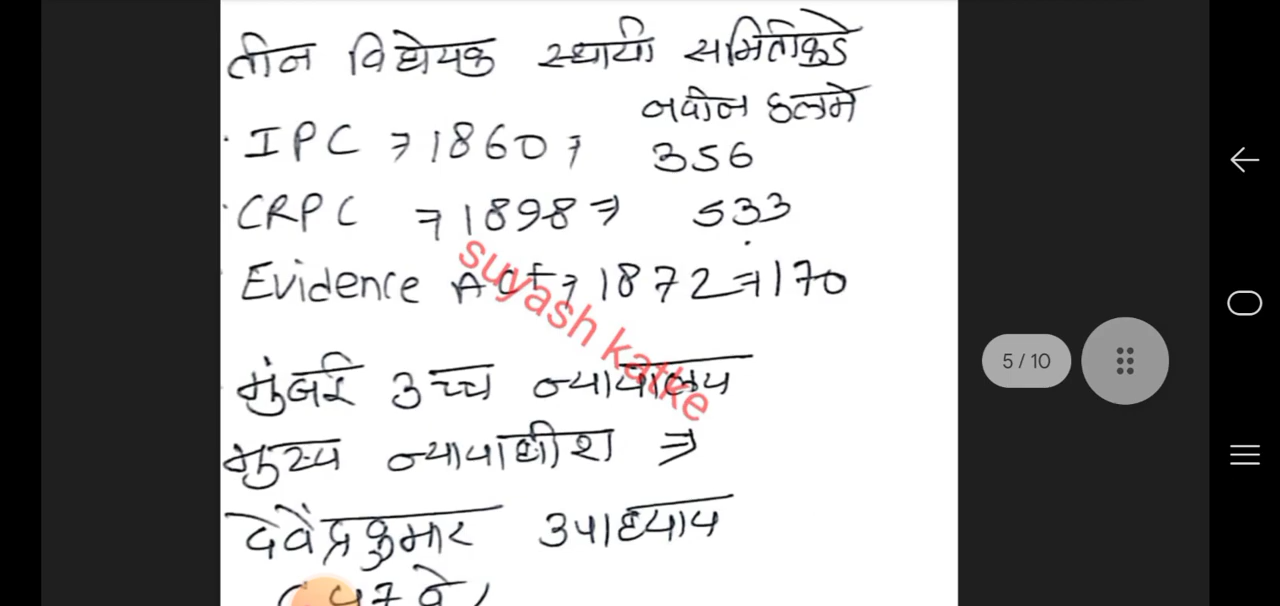 तीन विधेयक स्थायी समितीकडे
नवीन कलमे
· IPC ⇒ 1860 ⇒ 356
· CRPC ⇒ 1898 ⇒ 533
· Evidence Act ⇒ 1872 ⇒ 170
suyash katke
मुंबई उच्च न्यायालय
मुख्य न्यायाधीश ⇒
देवेंद्रकुमार उपाध्याय
5 / 10